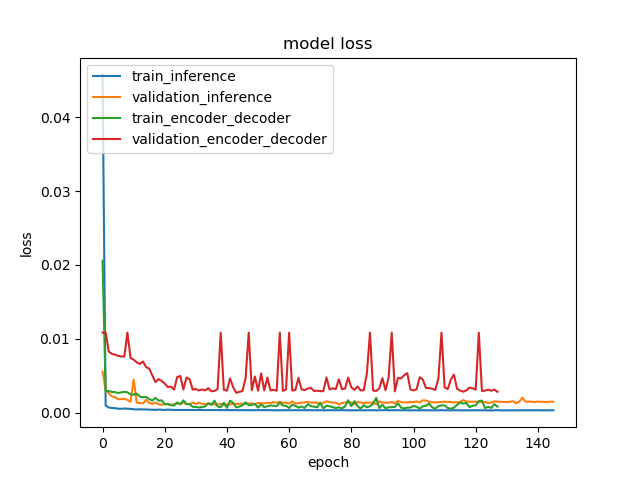 model loss
train_inference
validation_inference
train_encoder_decoder
validation_encoder_decoder
0.04
0.03
0.02
0.01
0.00
loss
0 20 40 60 80 100 120 140
epoch